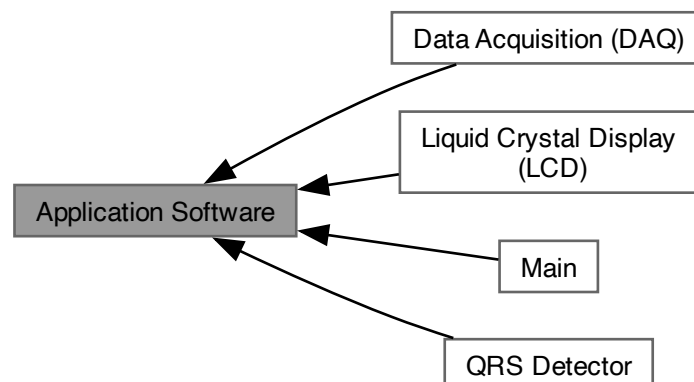 Data Acquisition (DAQ)
Liquid Crystal Display
(LCD)
Application Software
Main
QRS Detector